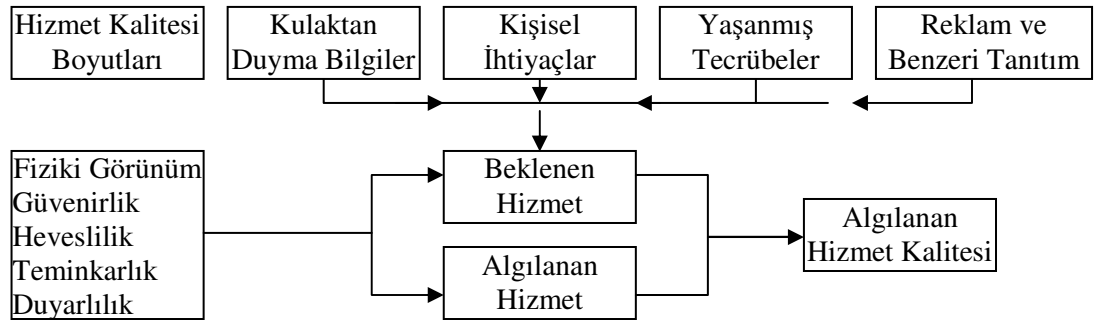 Hizmet Kalitesi
Boyutları
Kulaktan
Duyma Bilgiler
Kişisel
İhtiyaçlar
Yaşanmış
Tecrübeler
Reklam ve
Benzeri Tanıtım
Fiziki Görünüm
Güvenirlik
Heveslilik
Teminkarlık
Duyarlılık
Beklenen
Hizmet
Algılanan
Hizmet
Algılanan
Hizmet Kalitesi